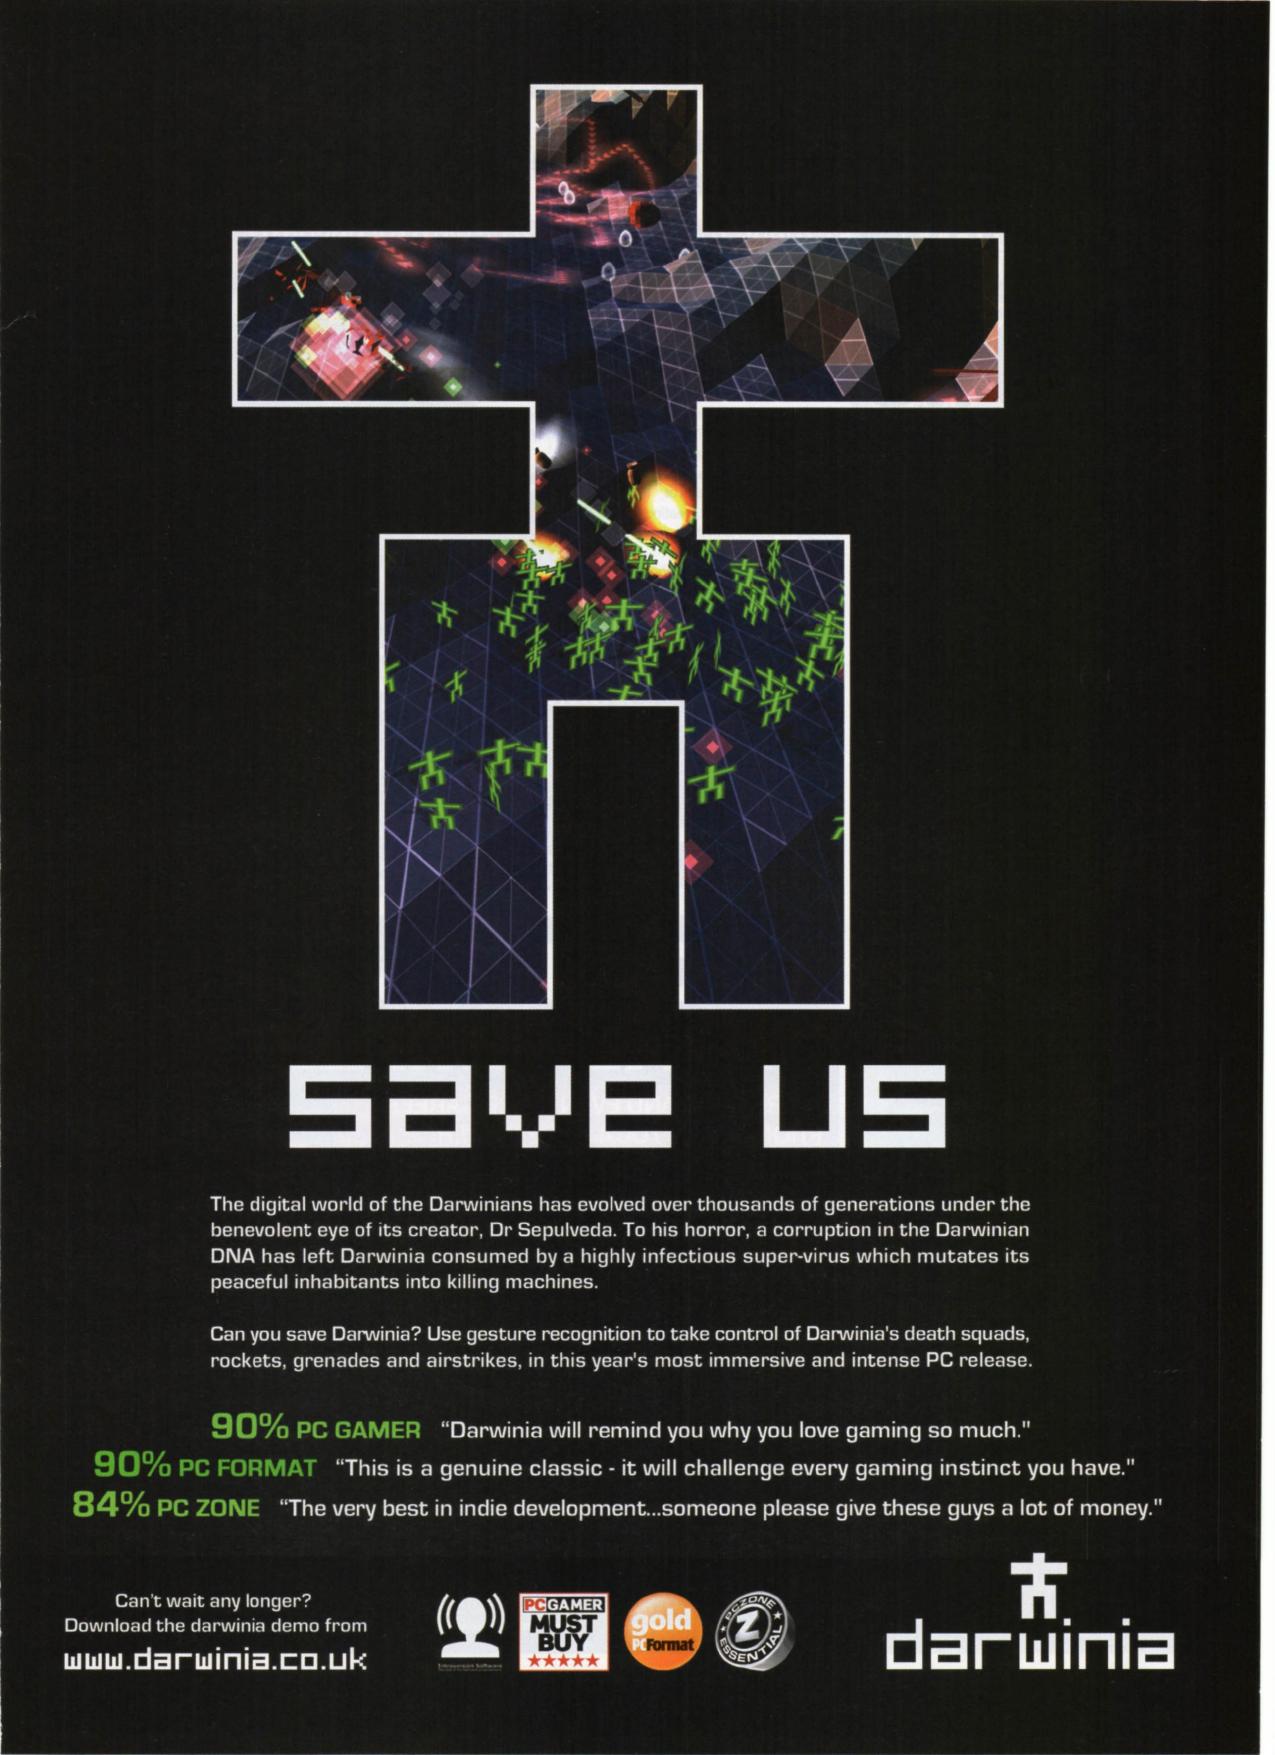 save us
The digital world of the Darwinians has evolved over thousands of generations under the
benevolent eye of its creator, Dr Sepulveda. To his horror, a corruption in the Darwinian
DNA has left Darwinia consumed by a highly infectious super-virus which mutates its
peaceful inhabitants into killing machines.
Can you save Darwinia? Use gesture recognition to take control of Darwinia's death squads,
rockets, grenades and airstrikes, in this year's most immersive and intense PC release.
90% PC GAMER “Darwinia will remind you why you love gaming so much."
90% PC FORMAT “This is a genuine classic - it will challenge every gaming instinct you have."
84% PC ZONE “The very best in indie development...someone please give these guys a lot of money."
Can't wait any longer?
Download the darwinia demo from
www.darwinia.co.uk
Introversion Software
PC GAMER
MUST
BUY
gold
PCFormat
PCZONE
Z
ESSENTIAL
darwinia